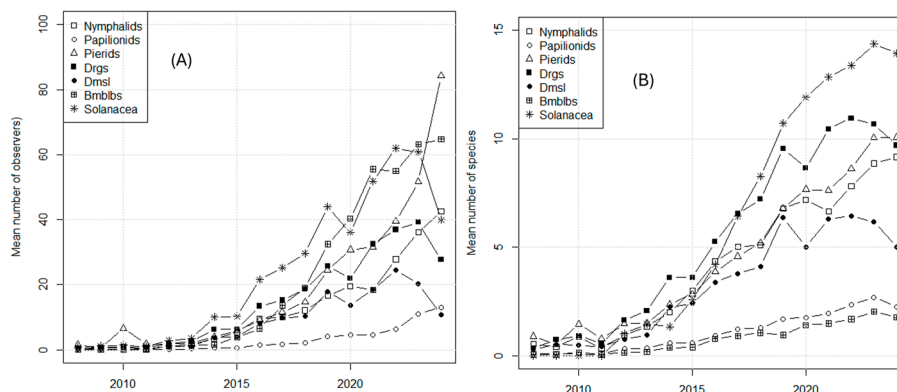 Nymphalids
Papilionids
Pierids
Drgs
Dmsl
Bmblbs
Solanacea
(A)
Mean number of observers)
100
80
60
40
20
0
2010
2015
2020
Nymphalids
Papilionids
Pierids
Drgs
Dmsl
Bmblbs
Solanacea
(B)
Mean number of species)
15
10
5
0
2010
2015
2020